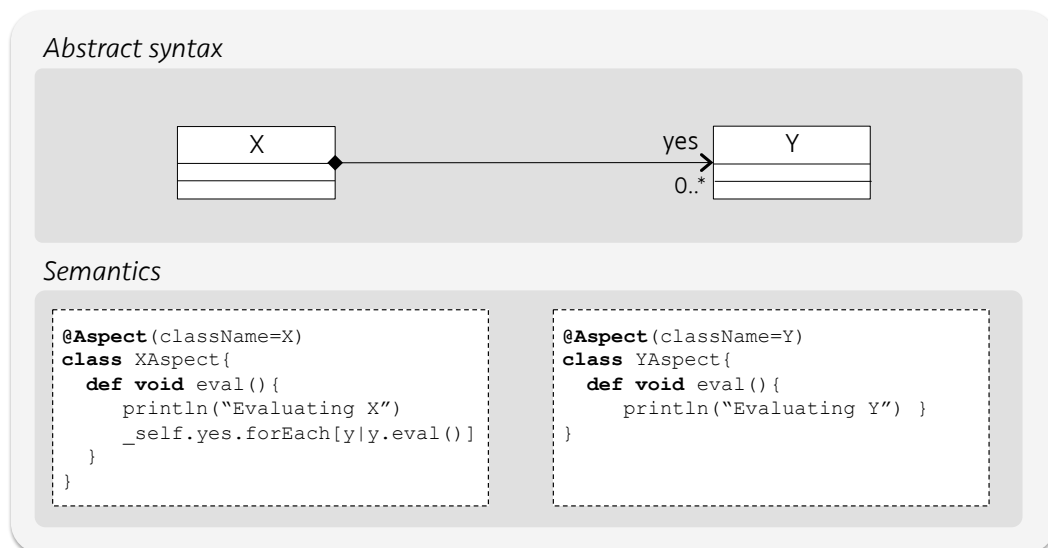 Abstract syntax
X
yes
Y
0..*
Semantics
@Aspect(className=X)
class XAspect{
def void eval(){
println(“Evaluating X”)
_self.yes.forEach[y|y.eval()]
}
}
@Aspect(className=Y)
class YAspect{
def void eval(){
println(“Evaluating Y”) }
}